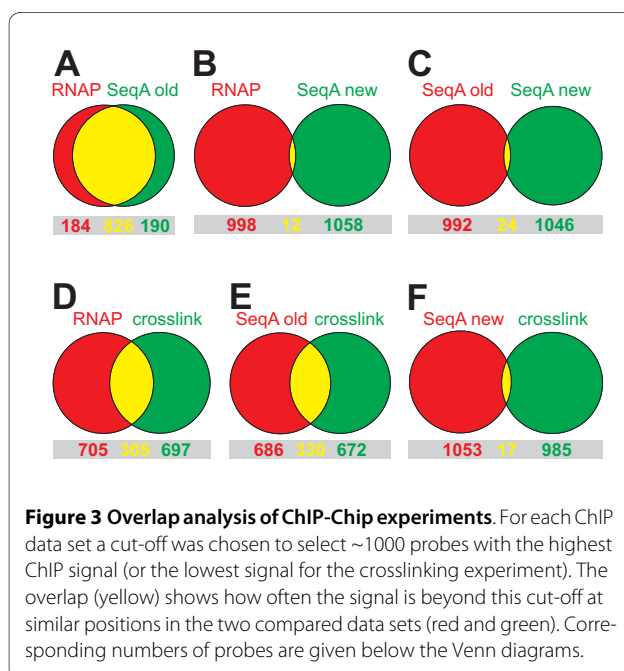 A B C
RNAP SeqA old RNAP SeqA new SeqA old SeqA new
184 826 190 998 12 1058 992 24 1046
D E F
RNAP crosslink SeqA old crosslink SeqA new crosslink
705 305 697 686 330 672 1053 17 985
Figure 3 Overlap analysis of ChIP-Chip experiments. For each ChIP
data set a cut-off was chosen to select ~1000 probes with the highest
ChIP signal (or the lowest signal for the crosslinking experiment). The
overlap (yellow) shows how often the signal is beyond this cut-off at
similar positions in the two compared data sets (red and green). Corre-
sponding numbers of probes are given below the Venn diagrams.